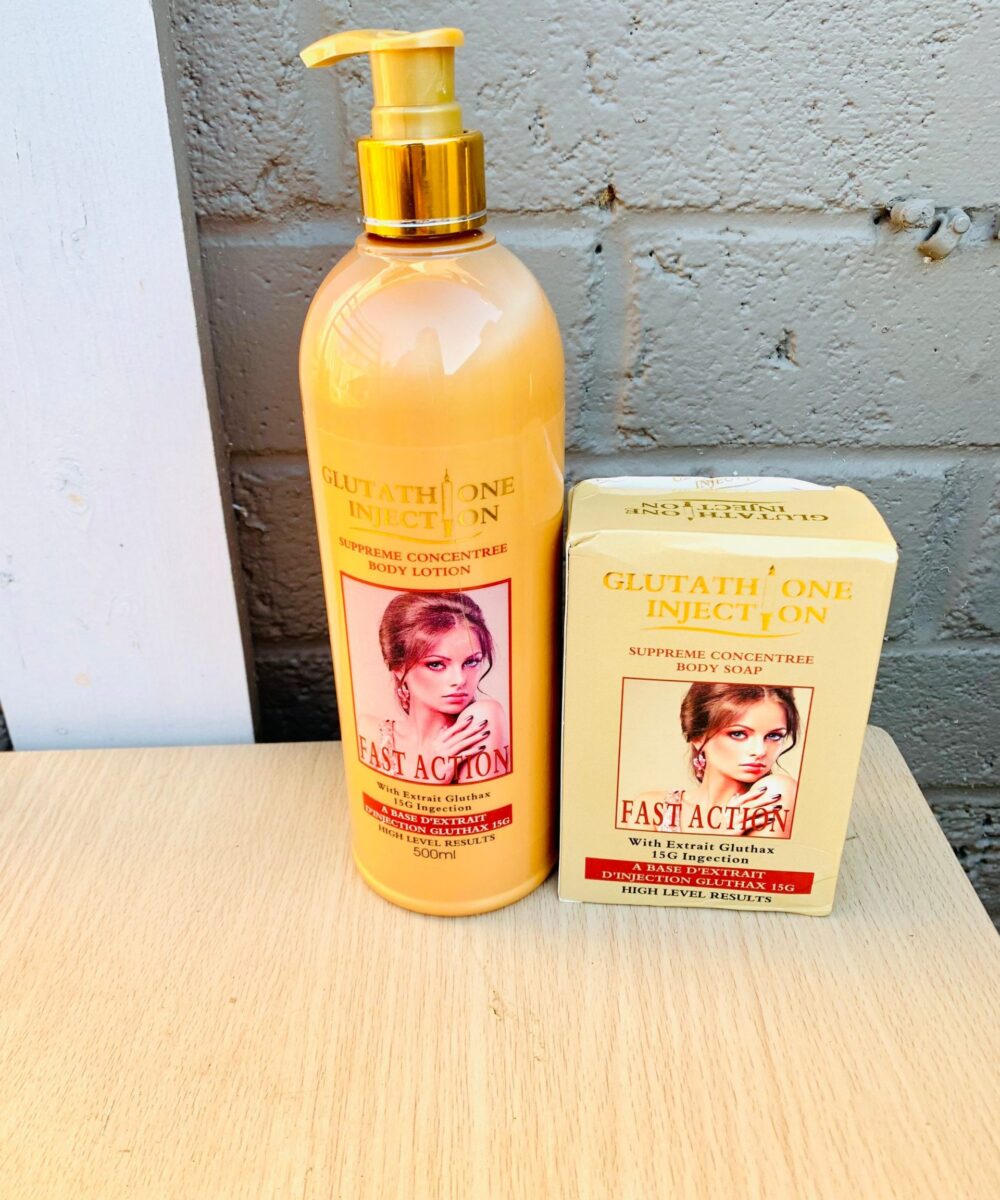 GLUTATHIONE
INJECTION
SUPPREME CONCENTREE
BODY LOTION
FAST ACTION
With Extrait Gluthax
15G Ingection
A BASE D'EXTRAIT
D'INJECTION GLUTHAX 15G
HIGH LEVEL RESULTS
500ml
INJECTION
GLUTATHIONE
GLUTATHIONE
INJECTION
SUPPREME CONCENTREE
BODY SOAP
FAST ACTION
With Extrait Gluthax
15G Ingection
A BASE D'EXTRAIT
D'INJECTION GLUTHAX 15G
HIGH LEVEL RESULTS